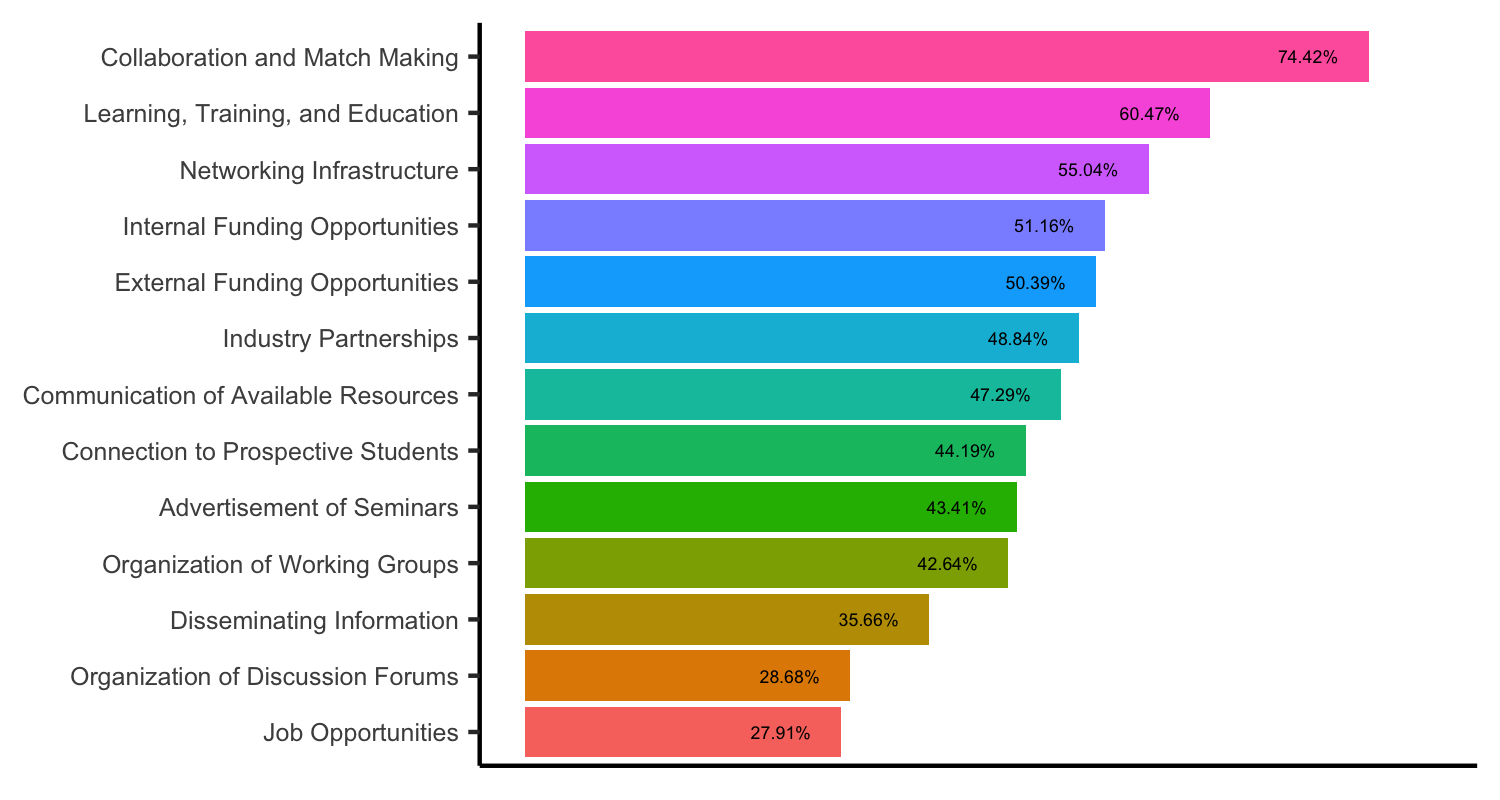 Collaboration and Match Making 74.42%
Learning, Training, and Education 60.47%
Networking Infrastructure 55.04%
Internal Funding Opportunities 51.16%
External Funding Opportunities 50.39%
Industry Partnerships 48.84%
Communication of Available Resources 47.29%
Connection to Prospective Students 44.19%
Advertisement of Seminars 43.41%
Organization of Working Groups 42.64%
Disseminating Information 35.66%
Organization of Discussion Forums 28.68%
Job Opportunities 27.91%